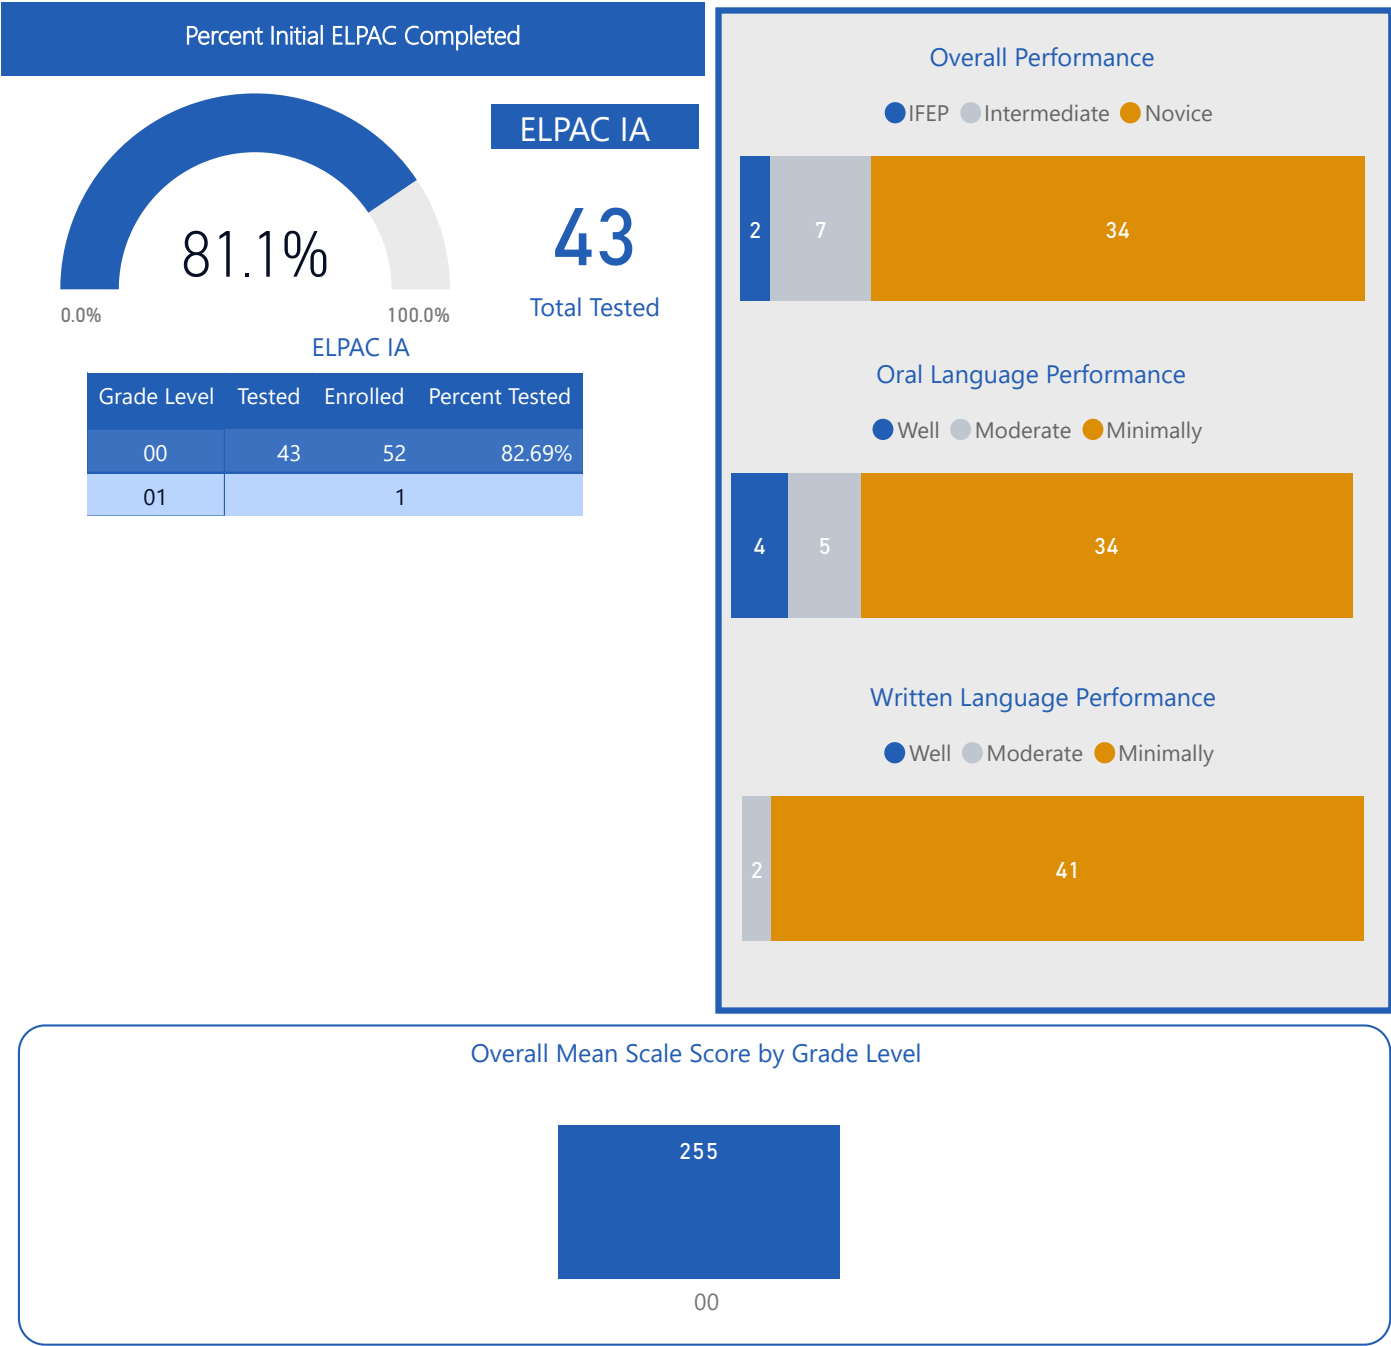 Percent Initial ELPAC Completed
81.1%
0.0%
100.0%
ELPAC IA
43
Total Tested
ELPAC IA
Grade Level Tested Enrolled Percent Tested
00 43 52 82.69%
01 1
Overall Performance
IFEP Intermediate Novice
2 7 34
Oral Language Performance
Well Moderate Minimally
4 5 34
Written Language Performance
Well Moderate Minimally
2 41
Overall Mean Scale Score by Grade Level
255
00